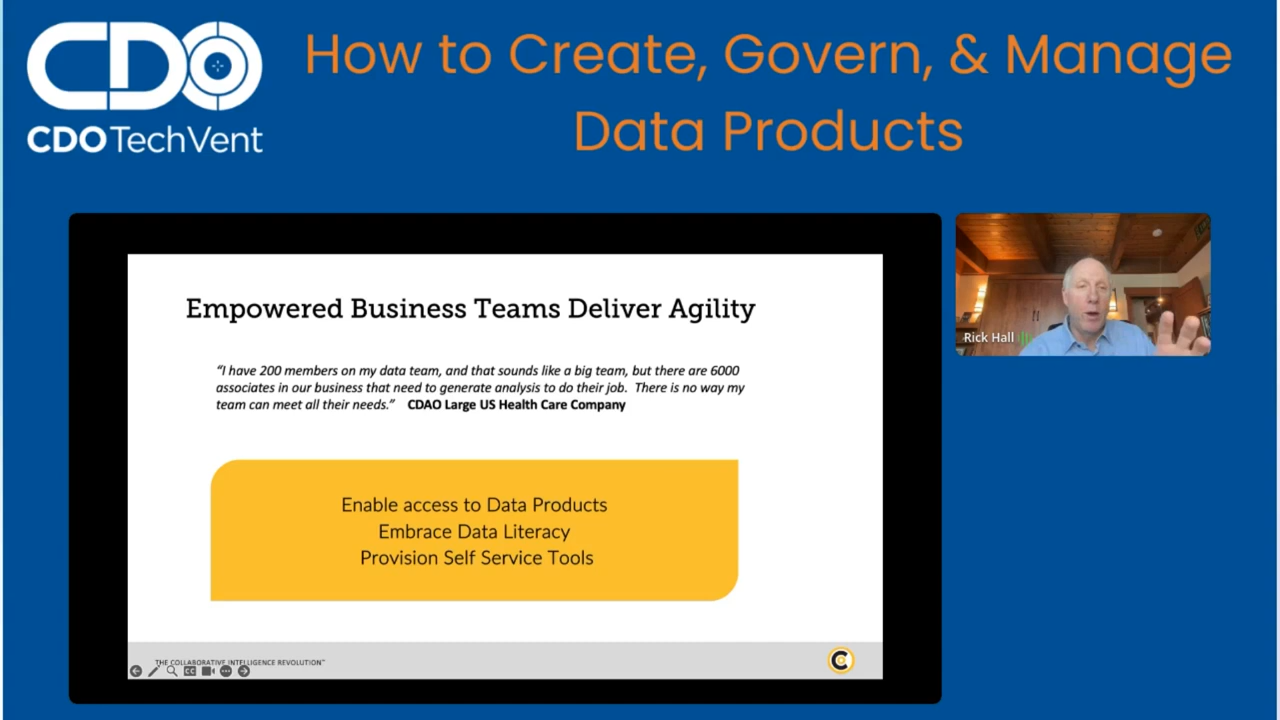 CDO
CDO TechVent
How to Create, Govern, & Manage
Data Products
Empowered Business Teams Deliver Agility
“I have 200 members on my data team, and that sounds like a big team, but there are 6000
associates in our business that need to generate analysis to do their job. There is no way my
team can meet all their needs.” CDAO Large US Health Care Company
Enable access to Data Products
Embrace Data Literacy
Provision Self Service Tools
THE COLLABORATIVE INTELLIGENCE REVOLUTION™
CC
C
Rick Hall